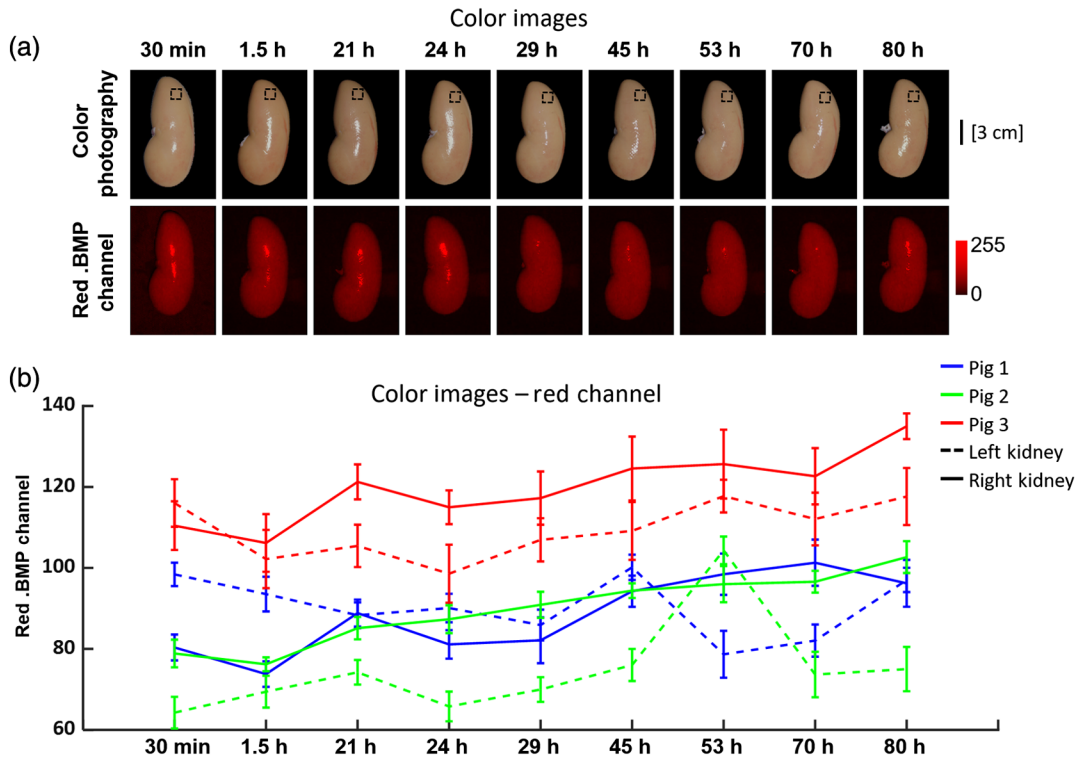 Color images
(a)
30 min 1.5 h 21 h 24 h 29 h 45 h 53 h 70 h 80 h
Color
photography
[3 cm]
Red .BMP
channel
255
0
(b)
Color images – red channel
Pig 1
Pig 2
Pig 3
Left kidney
Right kidney
Red .BMP channel
140
120
100
80
60
30 min 1.5 h 21 h 24 h 29 h 45 h 53 h 70 h 80 h